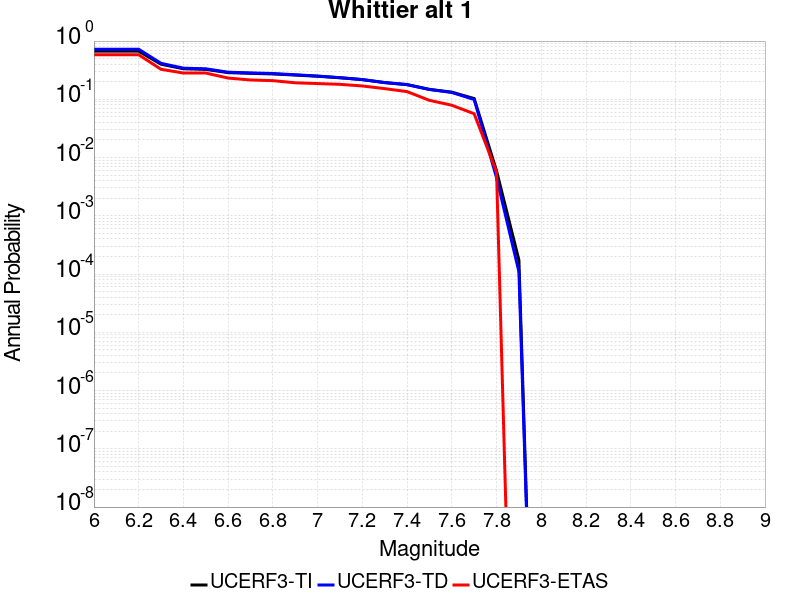 Whittier alt 1
10^0
10^-1
10^-2
10^-3
10^-4
10^-5
10^-6
10^-7
10^-8
Annual Probability
6 6.2 6.4 6.6 6.8 7 7.2 7.4 7.6 7.8 8 8.2 8.4 8.6 8.8 9
Magnitude
UCERF3-TI UCERF3-TD UCERF3-ETAS